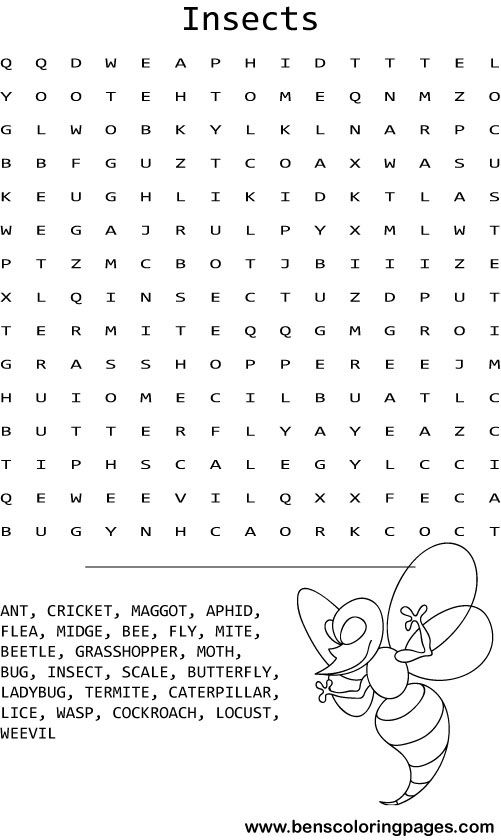 Insects
Q Q D W E A P H I D T T T E L
Y O O T E H T O M E Q N M Z O
G L W O B K Y L K L N A R P C
B B F G U Z T C O A X W A S U
K E U G H L I K I D K T L A S
W E G A J R U L P Y X M L W T
P T Z M C B O T J B I I I Z E
X L Q I N S E C T U Z D P U T
T E R M I T E Q Q G M G R O I
G R A S S H O P P E R E E J M
H U I O M E C I L B U A T L C
B U T T E R F L Y A Y E A Z C
T I P H S C A L E G Y L C C I
Q E W E E V I L Q X X F E C A
B U G Y N H C A O R K C O C T
ANT, CRICKET, MAGGOT, APHID,
FLEA, MIDGE, BEE, FLY, MITE,
BEETLE, GRASSHOPPER, MOTH,
BUG, INSECT, SCALE, BUTTERFLY,
LADYBUG, TERMITE, CATERPILLAR,
LICE, WASP, COCKROACH, LOCUST,
WEEVIL
www.benscoloringpages.com